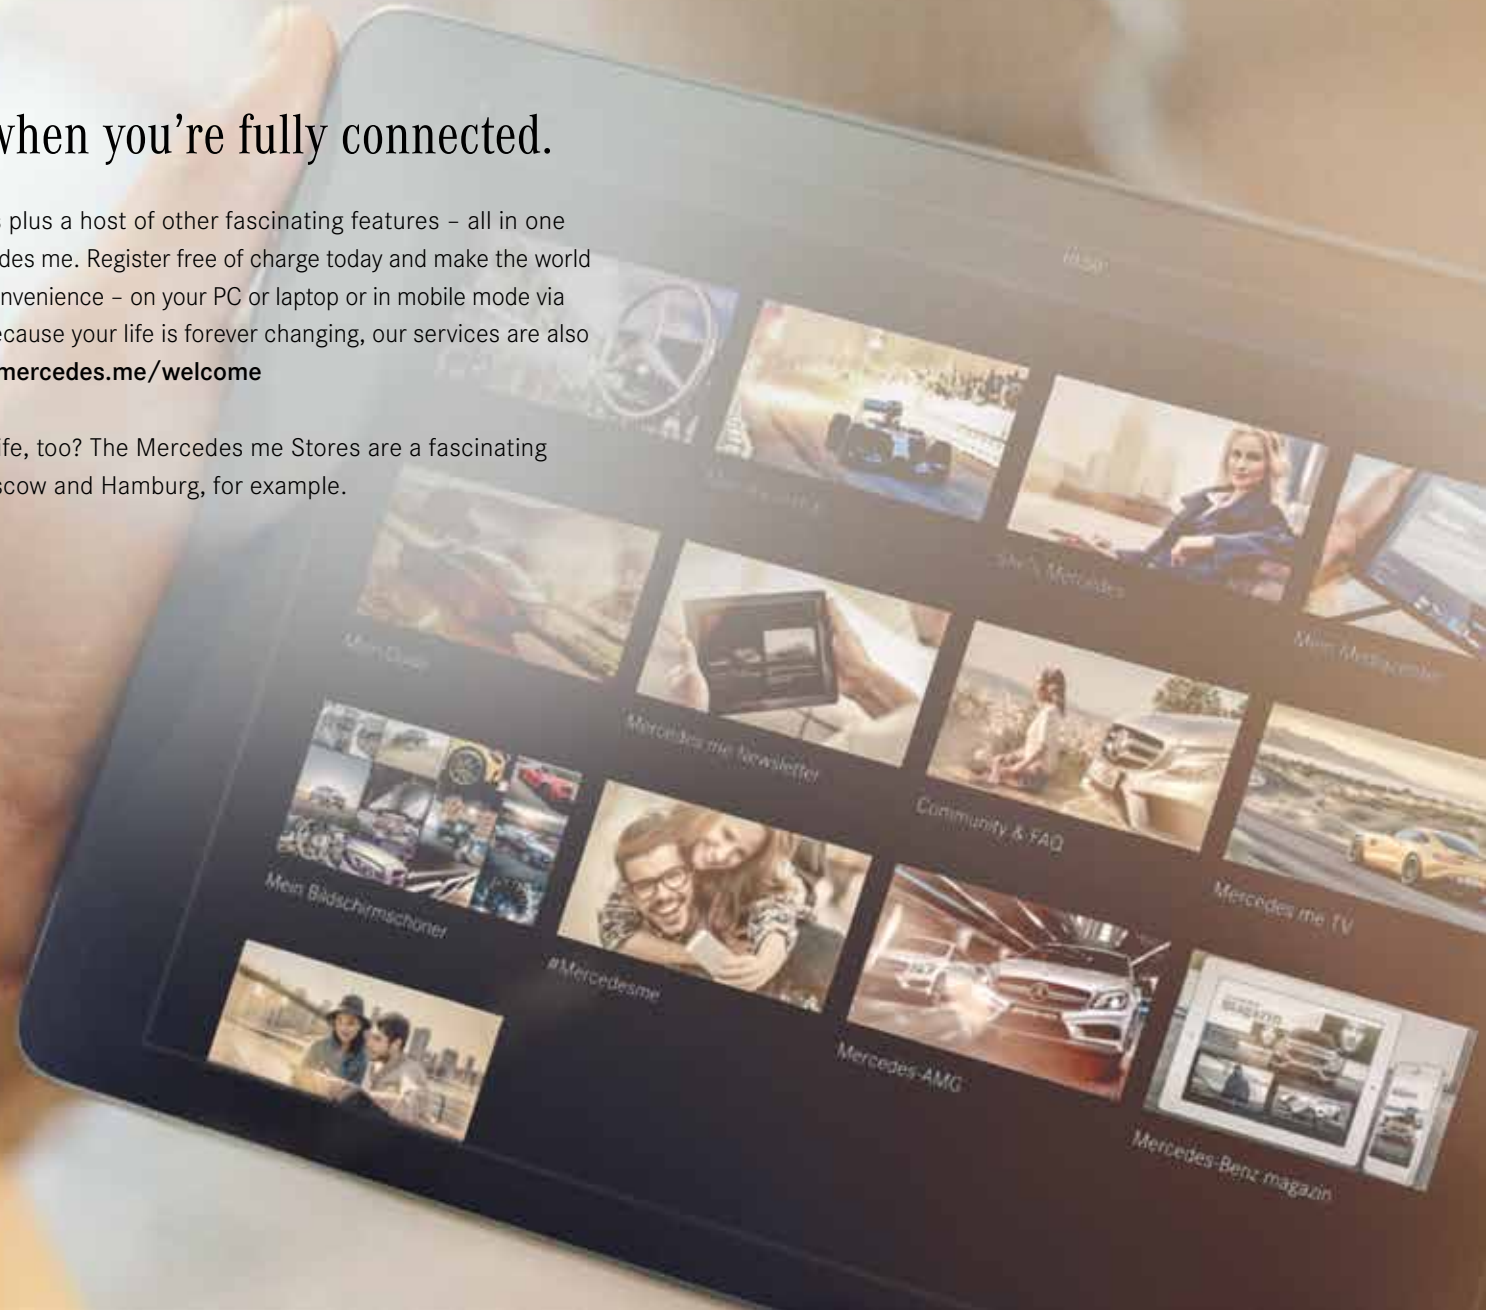 when you're fully connected.
plus a host of other fascinating features – all in one
des me. Register free of charge today and make the world
nvenience – on your PC or laptop or in mobile mode via
ecause your life is forever changing, our services are also
mercedes.me/welcome
ife, too? The Mercedes me Stores are a fascinating
scow and Hamburg, for example.
She's Mercedes
Mein Mediacenter
Mercedes me Newsletter
Community & FAQ
Mercedes me TV
Mein Bildschirmschoner
#Mercedesme
Mercedes-AMG
Mercedes-Benz magazin